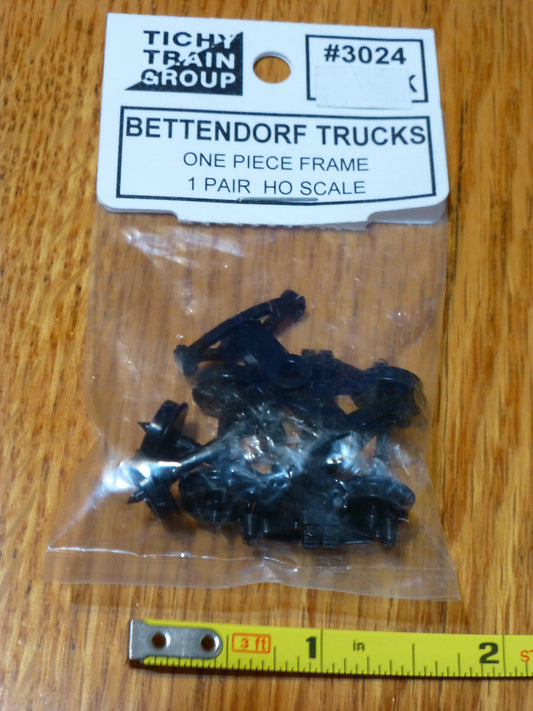 TICHY
TRAIN
GROUP
#3024
K
BETTENDORF TRUCKS
ONE PIECE FRAME
1 PAIR HO SCALE
3 ft
1
in
2